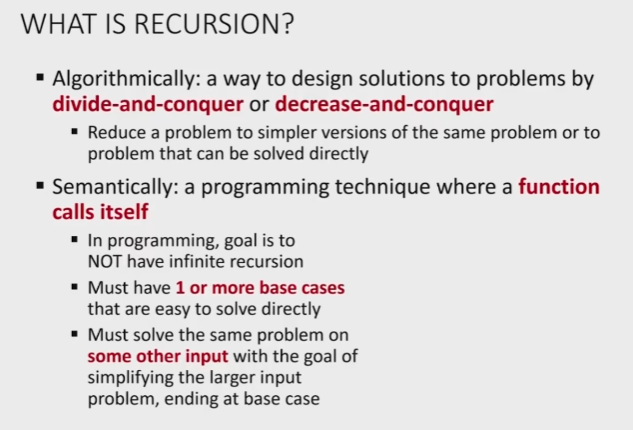 WHAT IS RECURSION?
▪ Algorithmically: a way to design solutions to problems by
divide-and-conquer or decrease-and-conquer
▪ Reduce a problem to simpler versions of the same problem or to
problem that can be solved directly
▪ Semantically: a programming technique where a function
calls itself
▪ In programming, goal is to
NOT have infinite recursion
▪ Must have 1 or more base cases
that are easy to solve directly
▪ Must solve the same problem on
some other input with the goal of
simplifying the larger input
problem, ending at base case